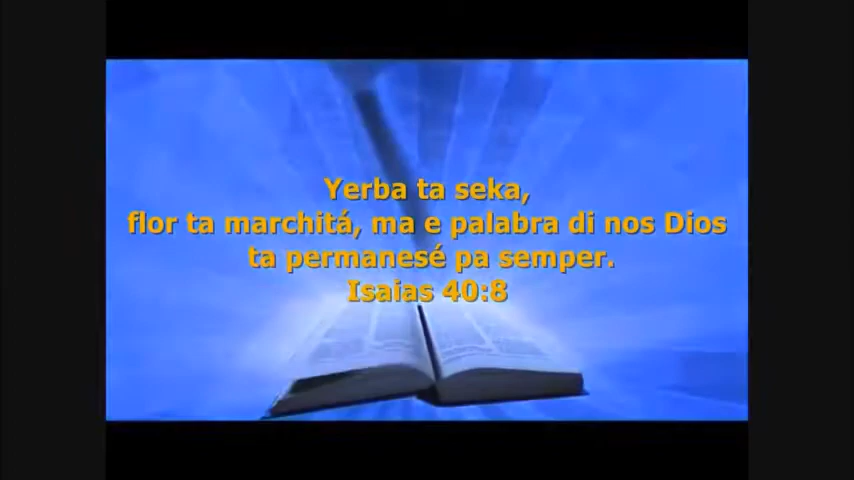 Yerba ta seka,
flor ta marchitá, ma e palabra di nos Dios
ta permanesé pa semper.
Isaias 40:8